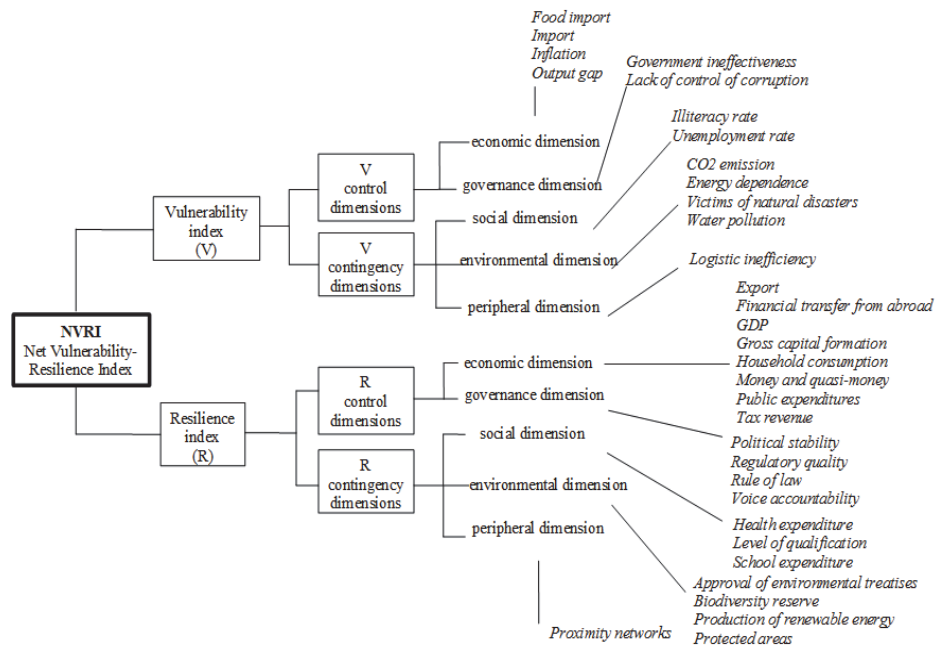 Food import
Import
Inflation
Output gap
Government ineffectiveness
Lack of control of corruption
Illiteracy rate
Unemployment rate
CO2 emission
Energy dependence
Victims of natural disasters
Water pollution
Logistic inefficiency
economic dimension
governance dimension
social dimension
environmental dimension
peripheral dimension
V
control
dimensions
V
contingency
dimensions
Vulnerability
index
(V)
NVRI
Net Vulnerability-
Resilience Index
Resilience
index
(R)
R
control
dimensions
R
contingency
dimensions
economic dimension
governance dimension
social dimension
environmental dimension
peripheral dimension
Export
Financial transfer from abroad
GDP
Gross capital formation
Household consumption
Money and quasi-money
Public expenditures
Tax revenue
Political stability
Regulatory quality
Rule of law
Voice accountability
Health expenditure
Level of qualification
School expenditure
Approval of environmental treatises
Biodiversity reserve
Production of renewable energy
Protected areas
Proximity networks